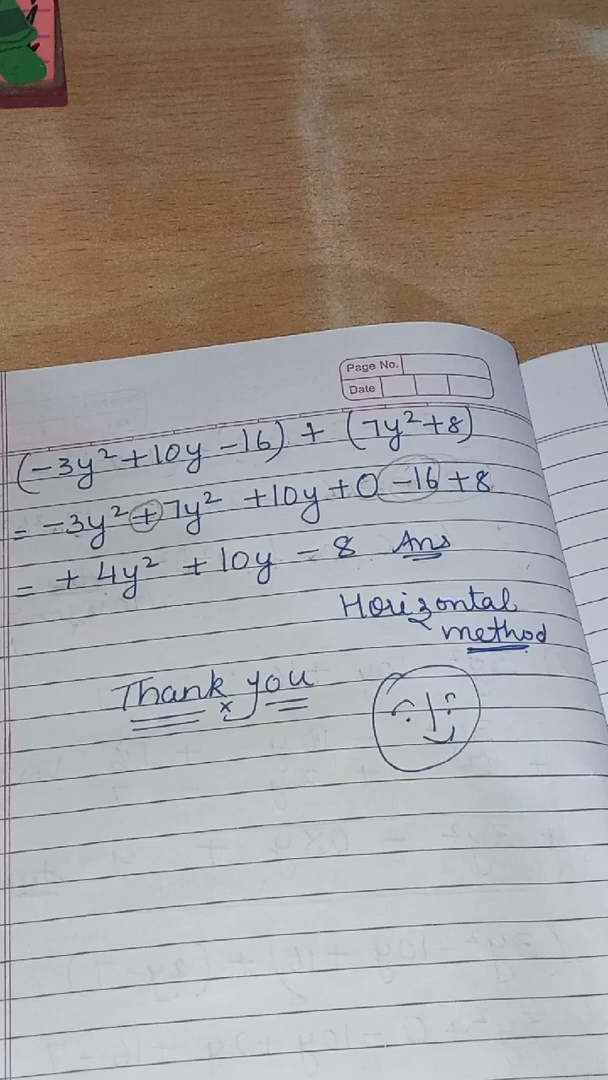 Page No.
Date
(-3y²+10y -16) + (7y²+8)
= -3y²+7y² +10y+0 -16+8
= + 4y² +10y - 8 Ans
Horizontal
method
Thank you